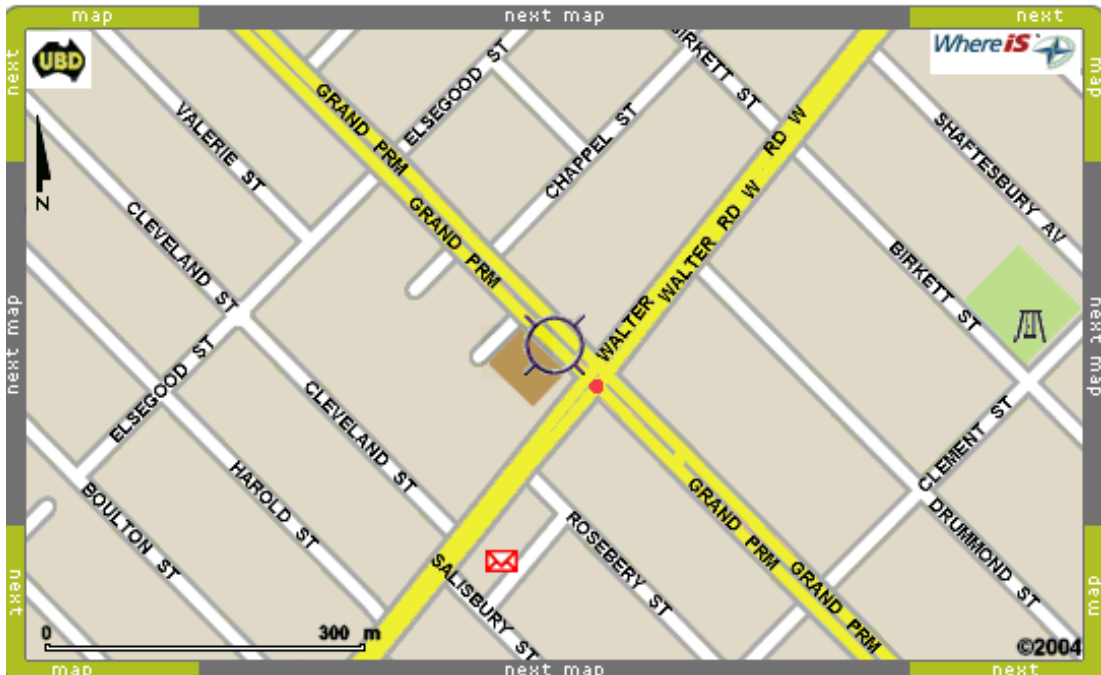 map
next map
next
next
UBD
Where iS
map
N
GRAND PRM
GRAND PRM
ELSEGOOD ST
VALERIE ST
CHAPPEL ST
BIRKETT ST
RD W
WALTER RD W
WALTER
SHAFTESBURY AV
BIRKETT ST
CLEVELAND ST
ELSEGOOD ST
CLEVELAND ST
HAROLD ST
BOULTON ST
SALISBURY ST
ROSEBERY ST
GRAND PRM
GRAND PRM
CLEMENT ST
DRUMMOND ST
next map
next map
next
map
0 300 m
©2004
map
next map
next